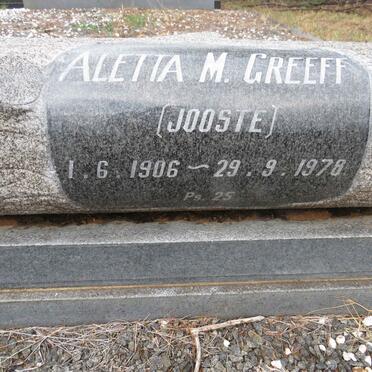 ALETTA M. GREEFF
[JOOSTE]
1.6.1906 ~ 29.9.1978
Ps. 25